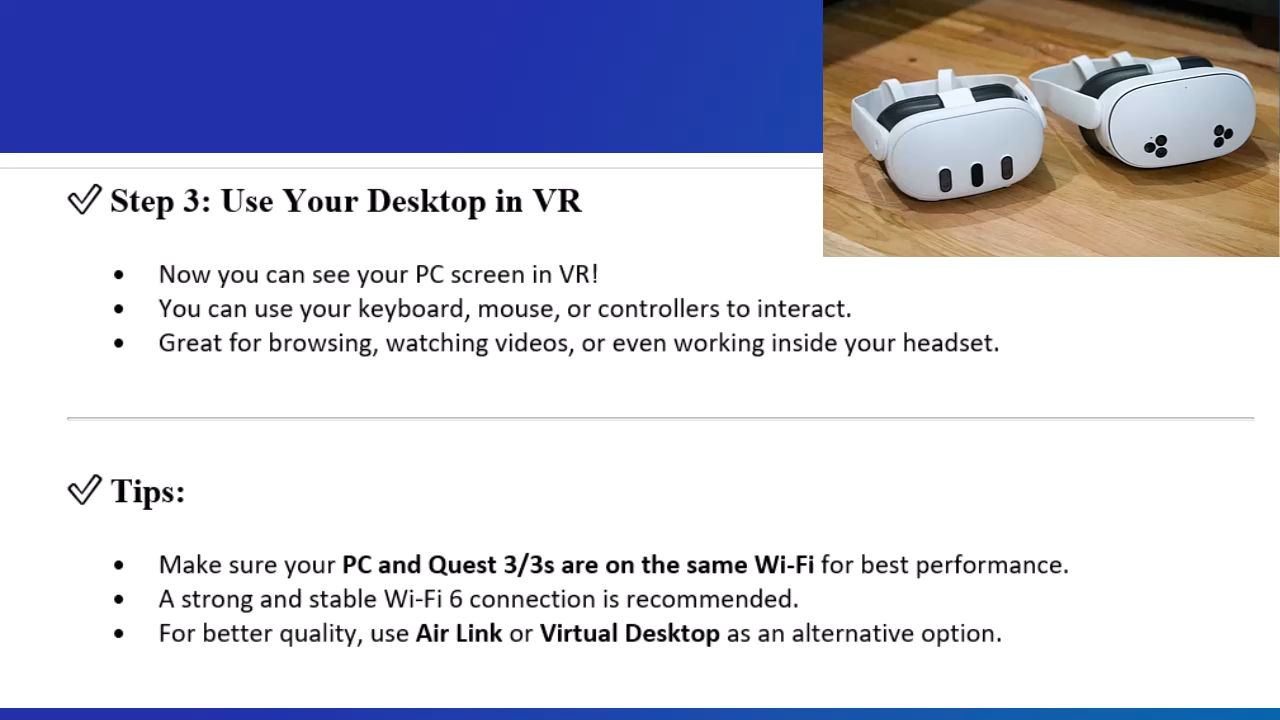 Step 3: Use Your Desktop in VR
• Now you can see your PC screen in VR!
• You can use your keyboard, mouse, or controllers to interact.
• Great for browsing, watching videos, or even working inside your headset.
Tips:
• Make sure your PC and Quest 3/3s are on the same Wi-Fi for best performance.
• A strong and stable Wi-Fi 6 connection is recommended.
• For better quality, use Air Link or Virtual Desktop as an alternative option.